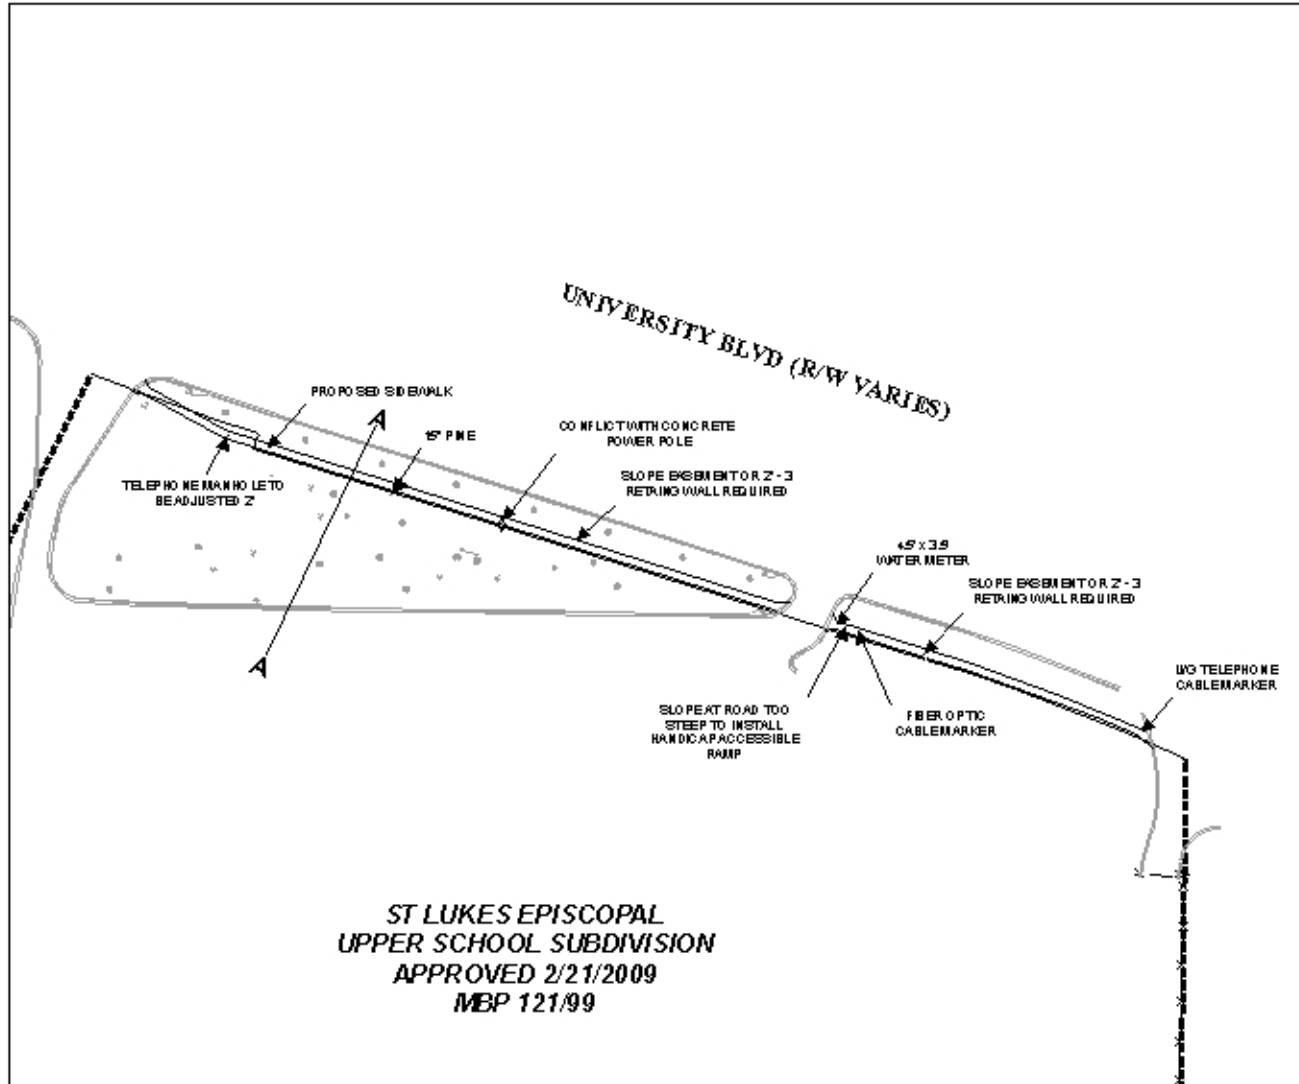 UNIVERSITY BLVD (R/W VARIES)
PROPOSED SIDEWALK
A
15" PINE
CONFLICT WITH CONCRETE
POWER POLE
SLOPE EASEMENT OR 2' - 3
RETAING WALL REQUIRED
TELEPHONE MANHOLE TO
BE ADJUSTED 2'
4.5' x 3.5'
WATER METER
SLOPE EASEMENT OR 2' - 3
RETAING WALL REQUIRED
A
U/G TELEPHONE
CABLE MARKER
SLOPE AT ROAD TOO
STEEP TO INSTALL
HANDICAP ACCESSIBLE
RAMP
FIBER OPTIC
CABLE MARKER
ST LUKES EPISCOPAL
UPPER SCHOOL SUBDIVISION
APPROVED 2/21/2009
MBP 121/99